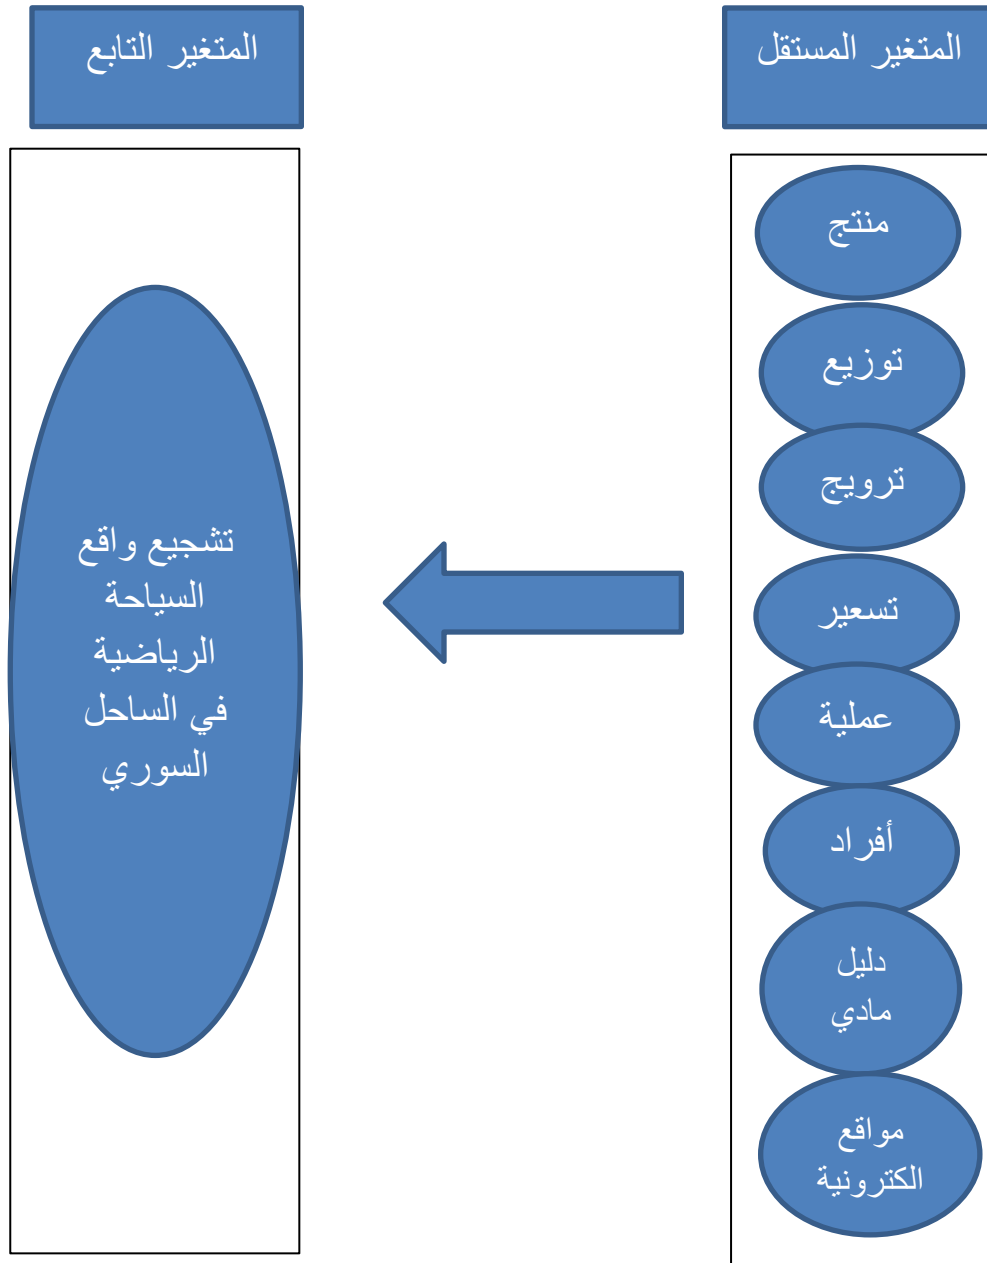 المتغير المستقل
المتغير التابع
منتج
توزيع
ترويج
تسعير
عملية
أفراد
دليل
مادي
مواقع
الكترونية
تشجيع واقع
السياحة
الرياضية
في الساحل
السوري